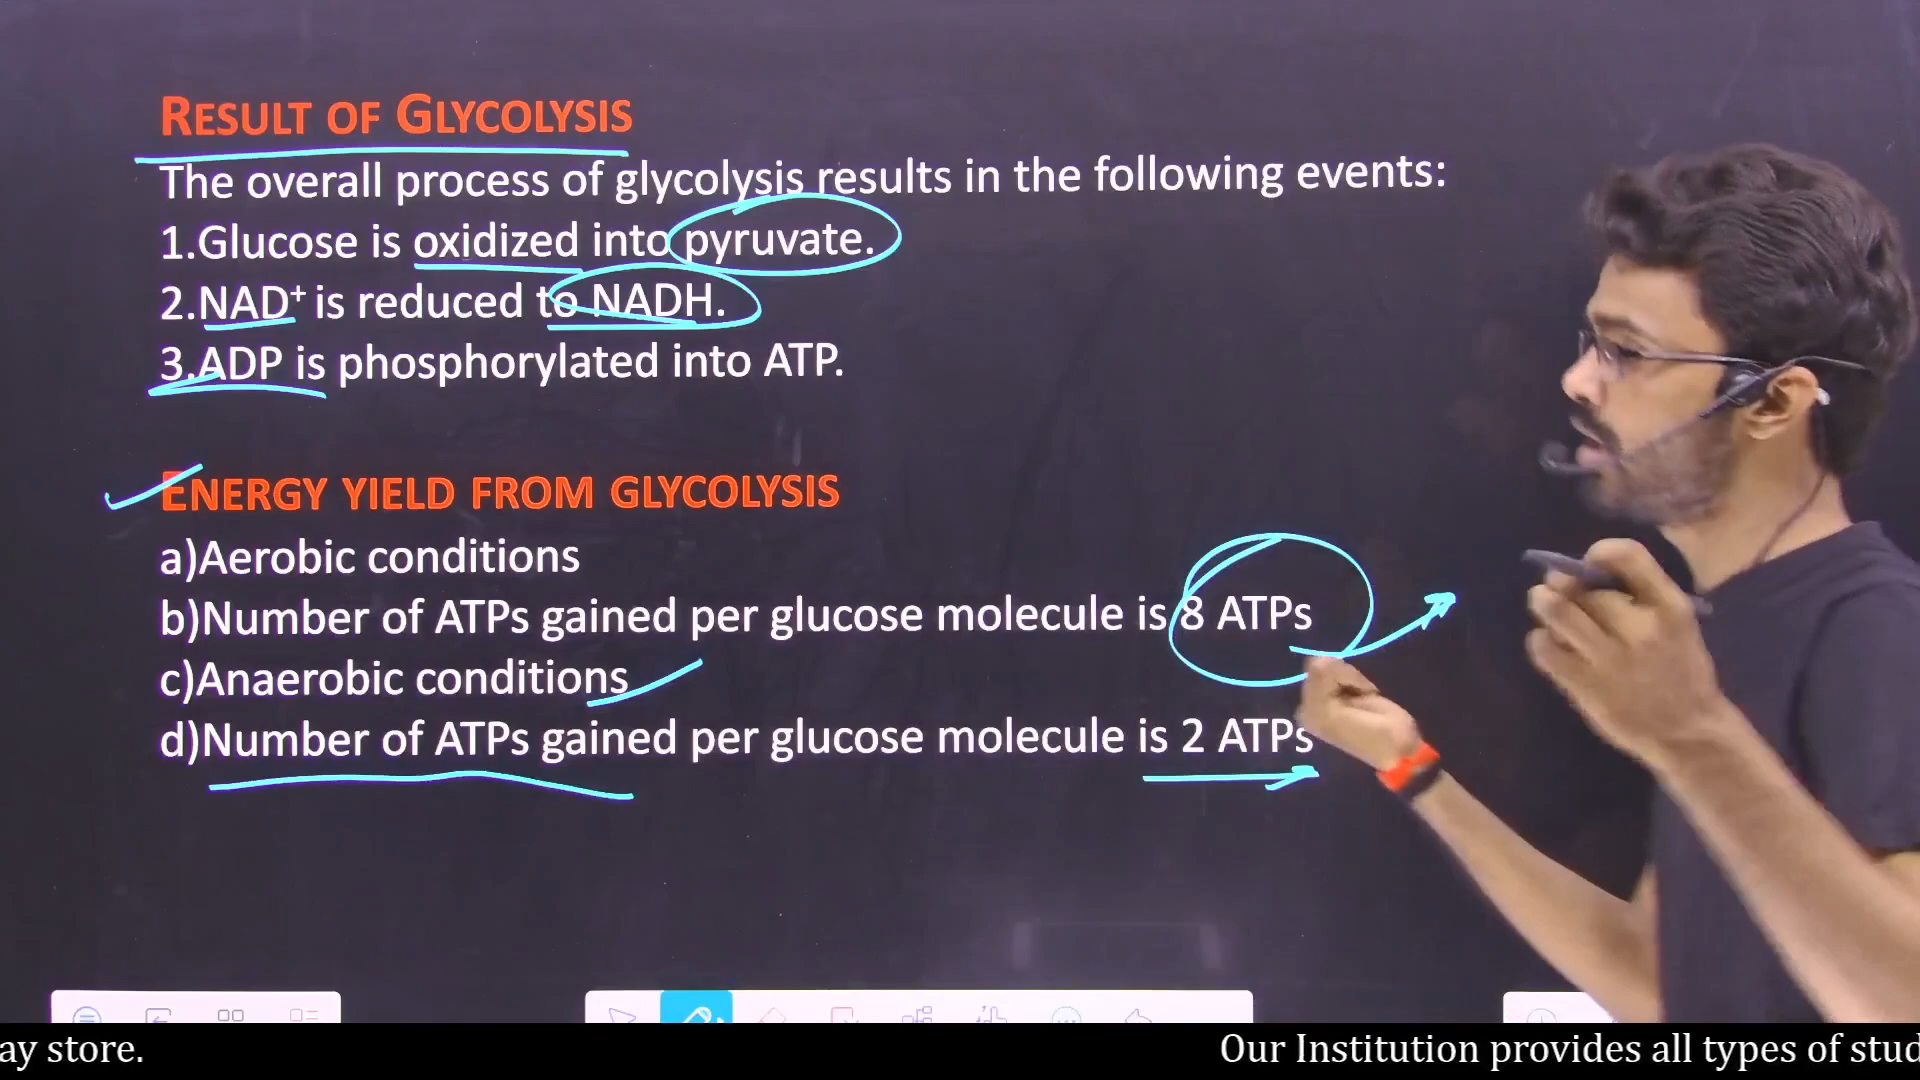 RESULT OF GLYCOLYSIS
The overall process of glycolysis results in the following events:
1.Glucose is oxidized into pyruvate.
2.NAD⁺ is reduced to NADH.
3.ADP is phosphorylated into ATP.
ENERGY YIELD FROM GLYCOLYSIS
a)Aerobic conditions
b)Number of ATPs gained per glucose molecule is 8 ATPs
c)Anaerobic conditions
d)Number of ATPs gained per glucose molecule is 2 ATPs
ay store.
Our Institution provides all types of stud